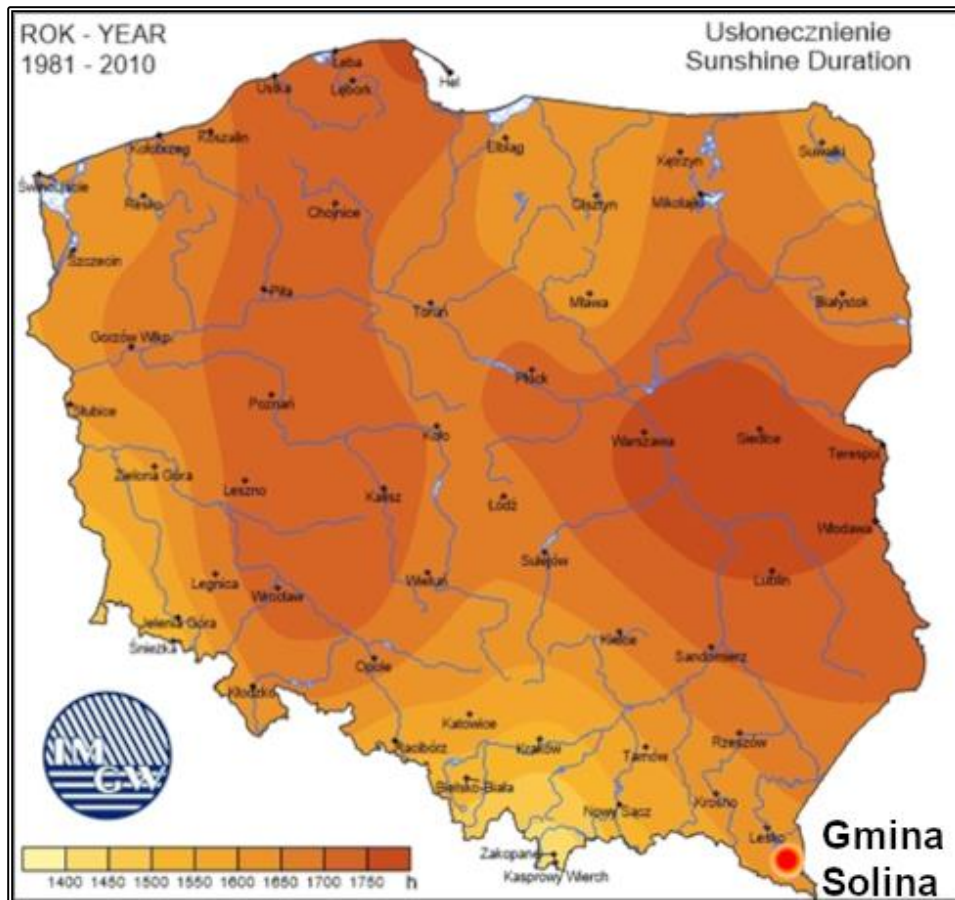 ROK - YEAR
1981 - 2010
Usłonecznienie
Sunshine Duration
Łeba
Hel
Ustka
Lębork
Koszalin
Kołobrzeg
Elbląg
Kętrzyn
Suwałki
Świnoujście
Resko
Chojnice
Olsztyn
Mikołajki
Szczecin
Piła
Toruń
Mława
Białystok
Gorzów Wlkp.
Płock
Słubice
Poznań
Koło
Warszawa
Siedlce
Terespol
Zielona Góra
Leszno
Kalisz
Łódź
Włodawa
Sulejów
Legnica
Wrocław
Wieluń
Lublin
Jelenia Góra
Śnieżka
Kielce
Opole
Sandomierz
Kłodzko
Katowice
Racibórz
Kraków
Tarnów
Rzeszów
Bielsko-Biała
Nowy Sącz
Krosno
Lesko
IM
GW
Zakopane
Kasprowy Wierch
Gmina
Solina
1400 1450 1500 1550 1600 1650 1700 1750 h